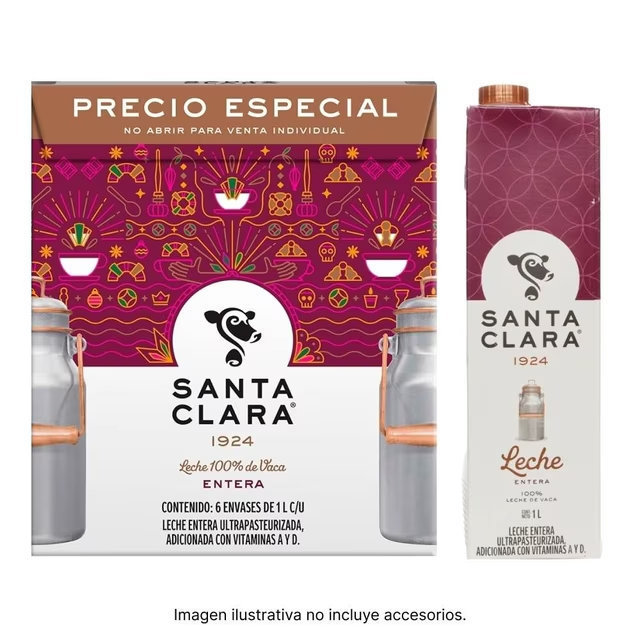 PRECIO ESPECIAL
NO ABRIR PARA VENTA INDIVIDUAL
SANTA
CLARA®
1924
Leche 100% de Vaca
ENTERA
CONTENIDO: 6 ENVASES DE 1 L C/U
LECHE ENTERA ULTRAPASTEURIZADA,
ADICIONADA CON VITAMINAS A Y D.
SANTA
CLARA®
1924
Leche
ENTERA
100%
LECHE DE VACA
CONT. NETO 1 L
LECHE ENTERA
ULTRAPASTEURIZADA,
ADICIONADA CON VITAMINAS A Y D.
Imagen ilustrativa no incluye accesorios.